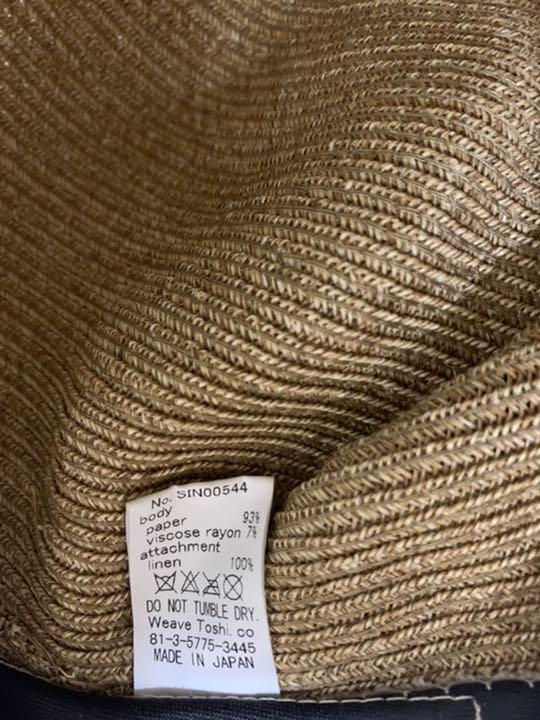 No. SIN00544
body
paper 93%
viscose rayon 7%
attachment
linen 100%
DO NOT TUMBLE DRY.
Weave Toshi. co
81-3-5775-3445
MADE IN JAPAN